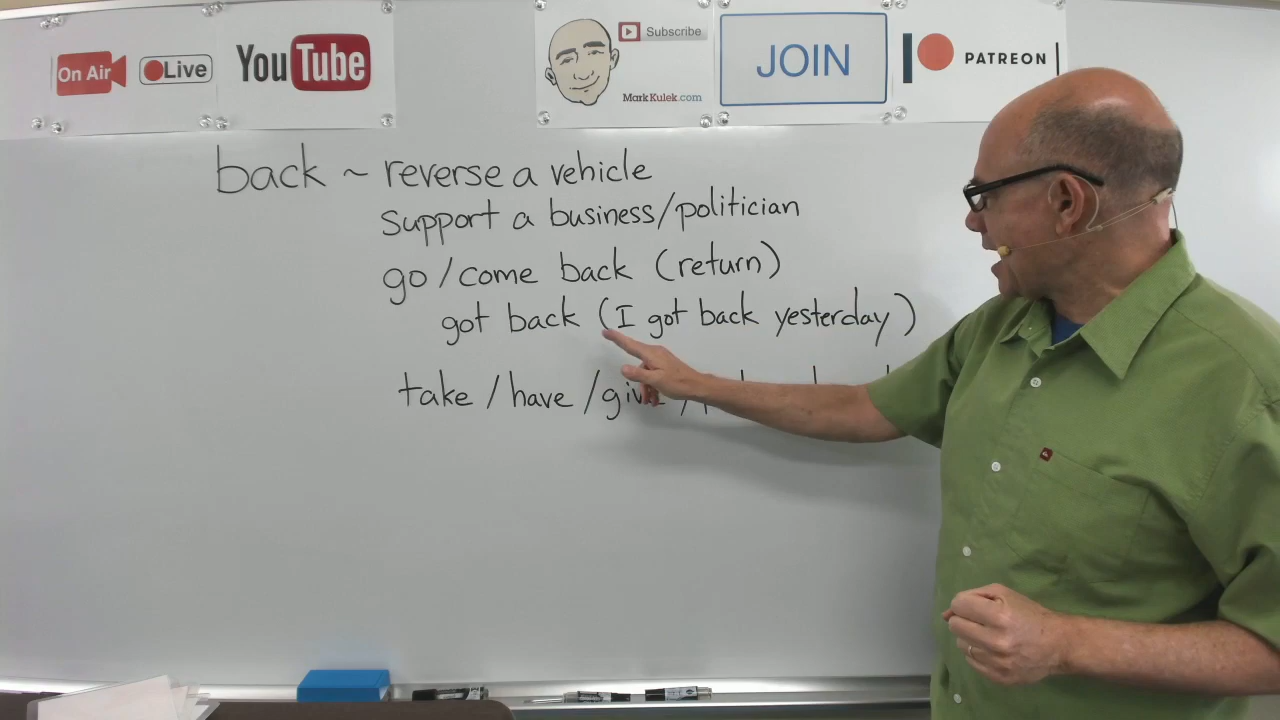 On Air
Live
YouTube
Subscribe
MarkKulek.com
JOIN
PATREON
back ~ reverse a vehicle
support a business/politician
go/come back (return)
got back (I got back yesterday)
take/have/give/